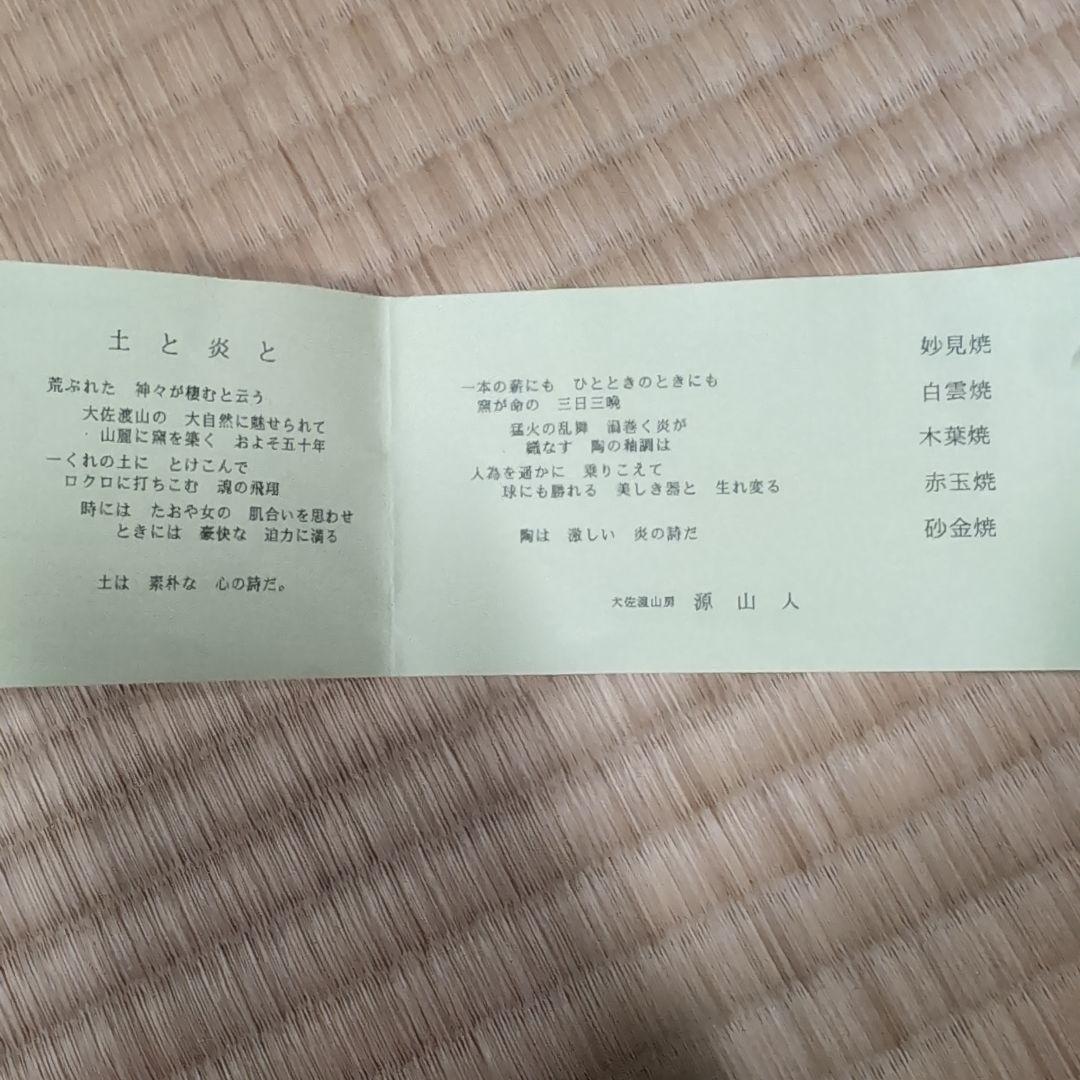 土と炎と
荒ぶれた 神々が棲むと云う
大佐渡山の 大自然に魅せられて
山麓に窯を築く およそ五十年
一くれの土に とけこんで
ロクロに打ちこむ 魂の飛翔
時には たおや女の 肌合いを思わせ
ときには 豪快な 迫力に満る
土は 素朴な 心の詩だ。
一本の薪にも ひとときのときにも
窯が命の 三日三晩
猛火の乱舞 渦巻く炎が
織なす 陶の釉調は
人為を遥かに 乗りこえて
球にも勝れる 美しき器と 生れ変る
陶は 激しい 炎の詩だ
大佐渡山房 源山人
妙見焼
白雲焼
木葉焼
赤玉焼
砂金焼